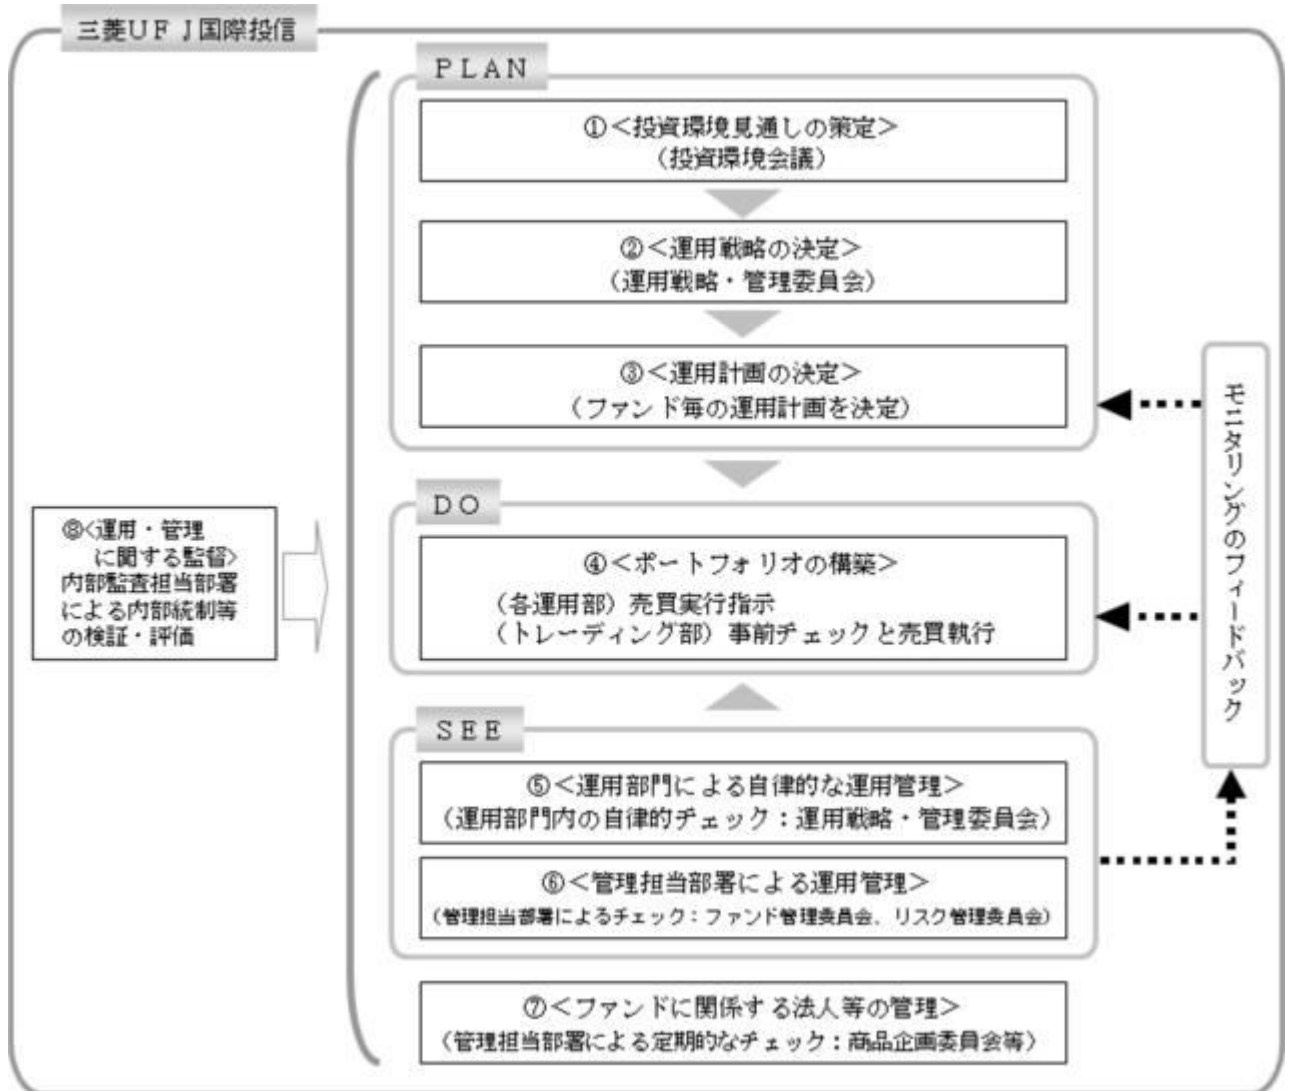 三菱UFJ国際投信
PLAN
①＜投資環境見通しの策定＞
（投資環境会議）
②＜運用戦略の決定＞
（運用戦略・管理委員会）
③＜運用計画の決定＞
（ファンド毎の運用計画を決定）
DO
④＜ポートフォリオの構築＞
（各運用部）売買実行指示
（トレーディング部）事前チェックと売買執行
SEE
⑤＜運用部門による自律的な運用管理＞
（運用部門内の自律的チェック：運用戦略・管理委員会）
⑥＜管理担当部署による運用管理＞
（管理担当部署によるチェック：ファンド管理委員会、リスク管理委員会）
⑦＜ファンドに関係する法人等の管理＞
（管理担当部署による定期的なチェック：商品企画委員会等）
⑧＜運用・管理
に関する監督＞
内部監査担当部署
による内部統制等
の検証・評価
モニタリングのフィードバック